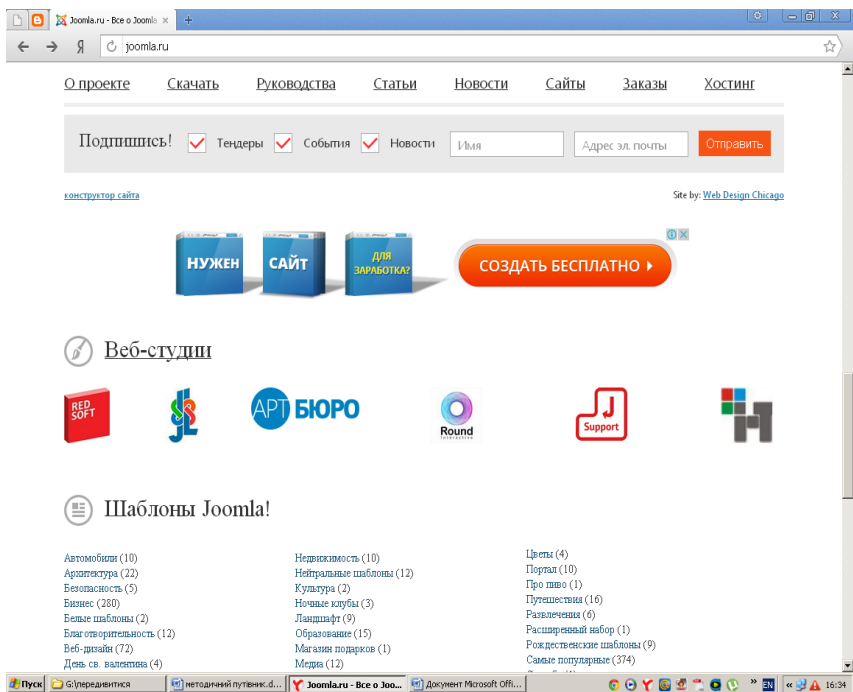 Joomla.ru - Все о Joomla
joomla.ru
О проекте Скачать Руководства Статьи Новости Сайты Заказы Хостинг
Подпишись! Тендеры События Новости Имя Адрес эл. почты Отправить
конструктор сайта Site by: Web Design Chicago
НУЖЕН САЙТ ДЛЯ ЗАРАБОТКА? СОЗДАТЬ БЕСПЛАТНО
Веб-студии
RED SOFT
АРТ БЮРО
Round
Support
Шаблоны Joomla!
Автомобили (10)
Архитектура (22)
Безопасность (5)
Бизнес (280)
Белые шаблоны (2)
Благотворительность (12)
Веб-дизайн (72)
День св. валентина (4)
Недвижимость (10)
Нейтральные шаблоны (12)
Культура (2)
Ночные клубы (3)
Ландшафт (9)
Образование (15)
Магазин подарков (1)
Медиа (12)
Цветы (4)
Портал (10)
Про пиво (1)
Путешествия (16)
Развлечения (6)
Расширенный набор (1)
Рождественские шаблоны (9)
Самые популярные (374)
Пуск G:\передивитися методичний путівник.d... Joomla.ru - Все о Joo... Документ Microsoft Offi... EN 16:34